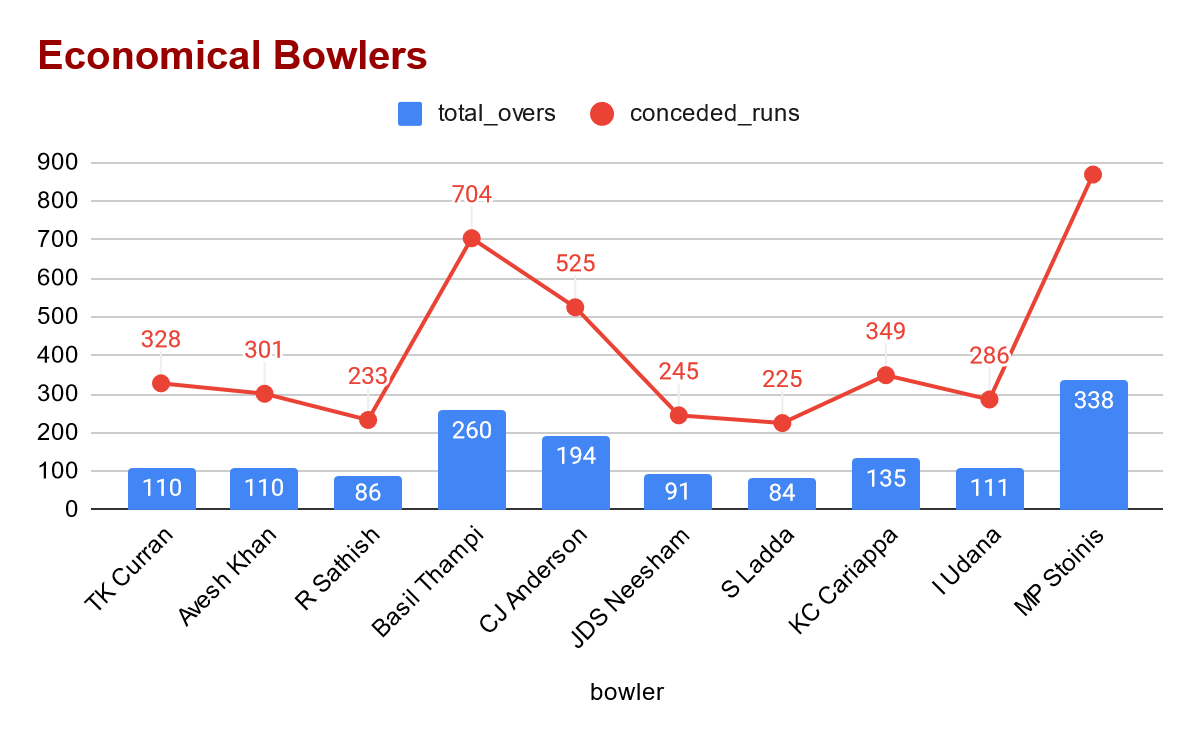 Economical Bowlers
total_overs conceded_runs
900
800
700
600
500
400
300
200
100
0
328
301
233
704
525
245
225
349
286
110
110
86
260
194
91
84
135
111
338
TK Curran
Avesh Khan
R Sathish
Basil Thampi
CJ Anderson
JDS Neesham
S Ladda
KC Cariappa
I Udana
MP Stoinis
bowler